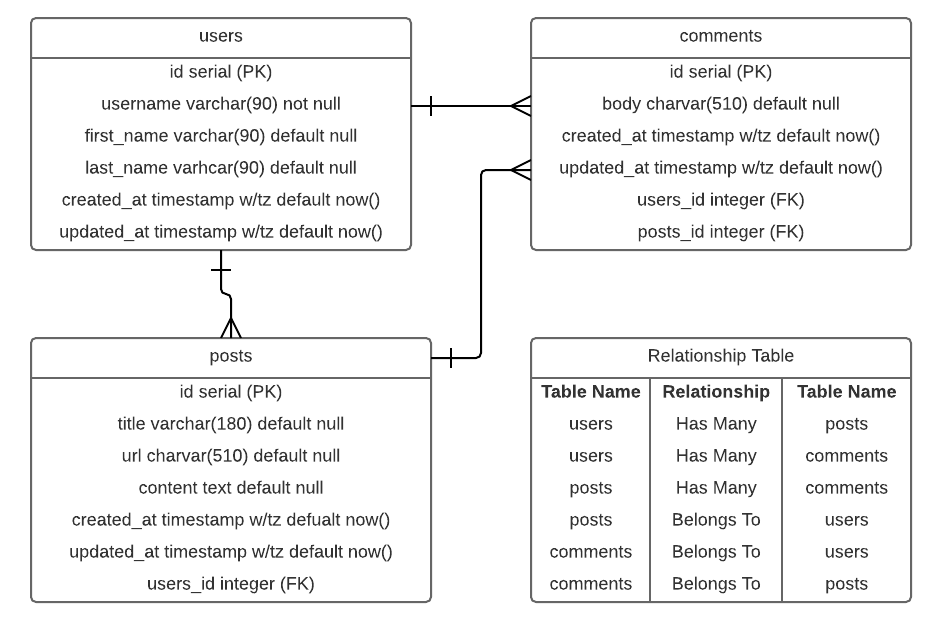 users
id serial (PK)
username varchar(90) not null
first_name varchar(90) default null
last_name varhcar(90) default null
created_at timestamp w/tz default now()
updated_at timestamp w/tz default now()
comments
id serial (PK)
body charvar(510) default null
created_at timestamp w/tz default now()
updated_at timestamp w/tz default now()
users_id integer (FK)
posts_id integer (FK)
posts
id serial (PK)
title varchar(180) default null
url charvar(510) default null
content text default null
created_at timestamp w/tz defualt now()
updated_at timestamp w/tz default now()
users_id integer (FK)
Relationship Table
Table Name Relationship Table Name
users Has Many posts
users Has Many comments
posts Has Many comments
posts Belongs To users
comments Belongs To users
comments Belongs To posts